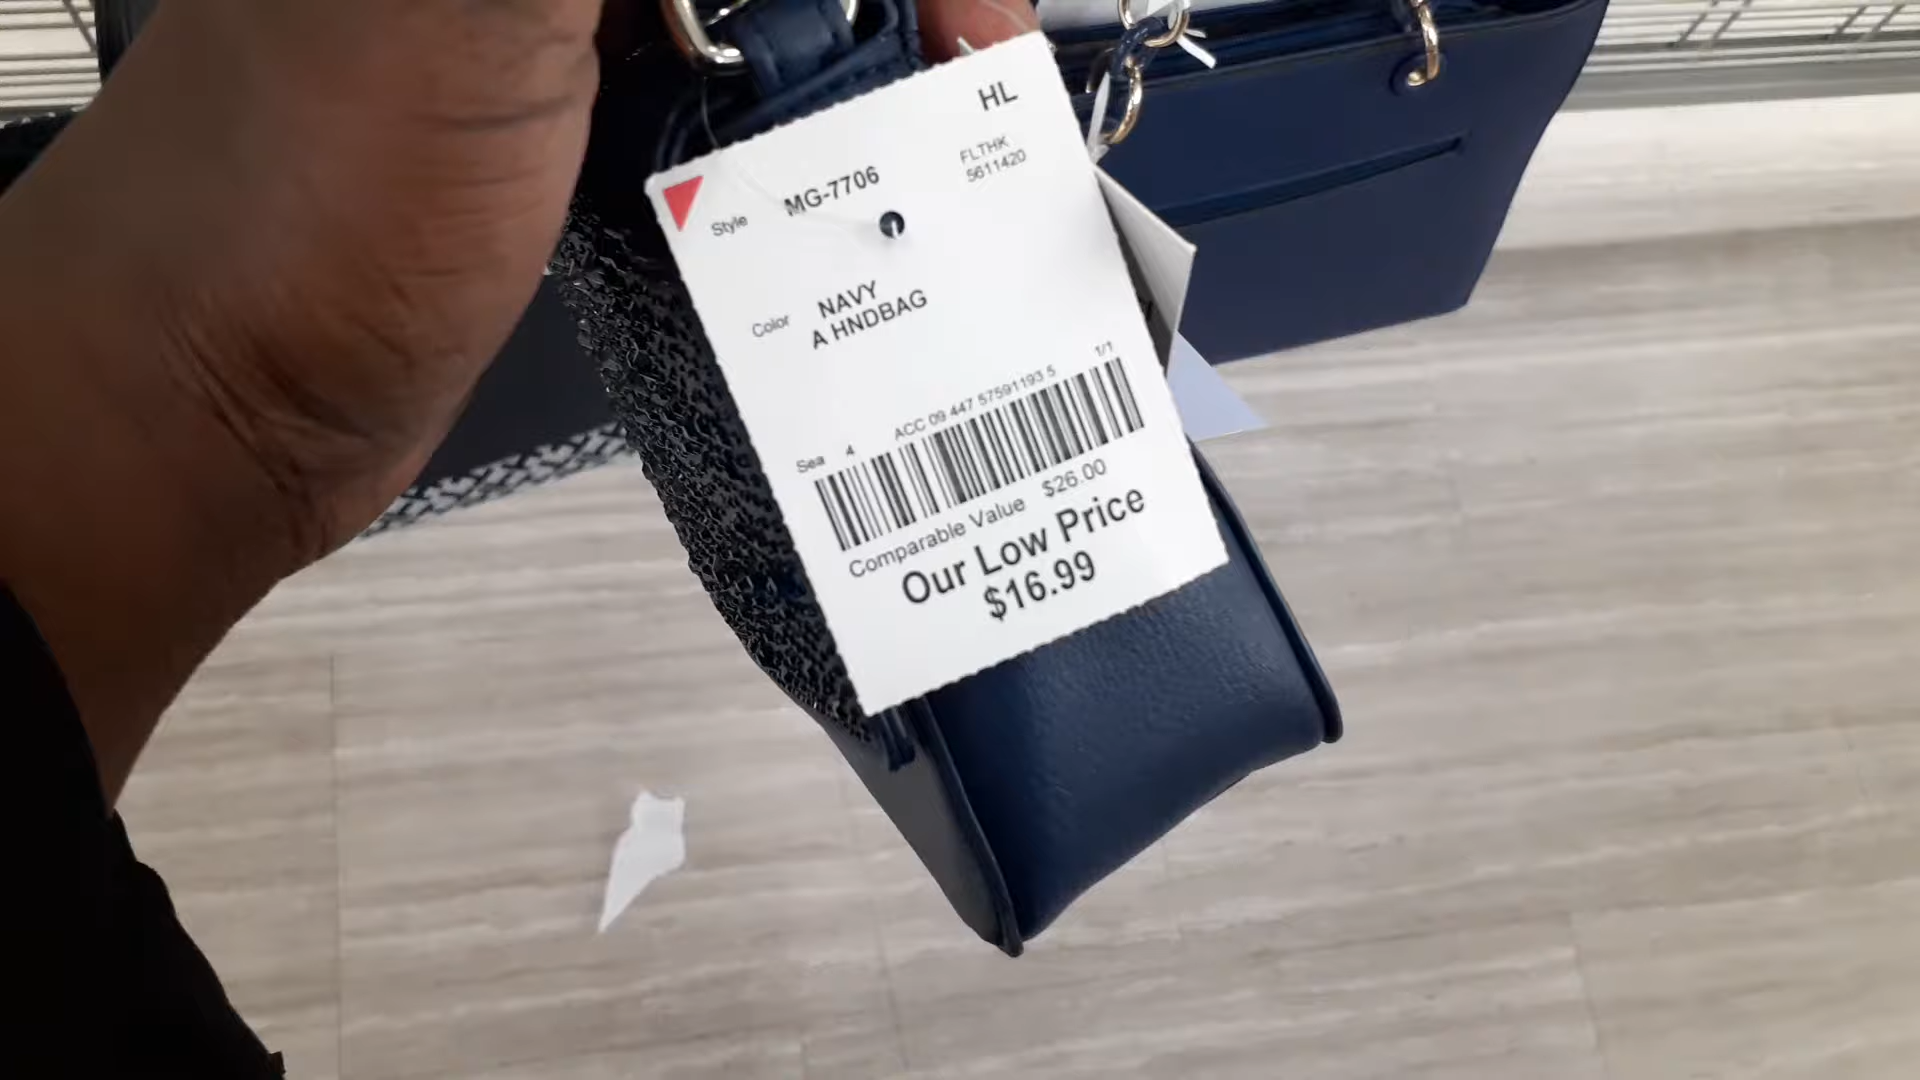 HL
FLTHK
5611420
Style MG-7706
Color NAVY
A HNDBAG
1/1
ACC 09 447 57591193 5
Sea 4
Comparable Value $26.00
Our Low Price
$16.99